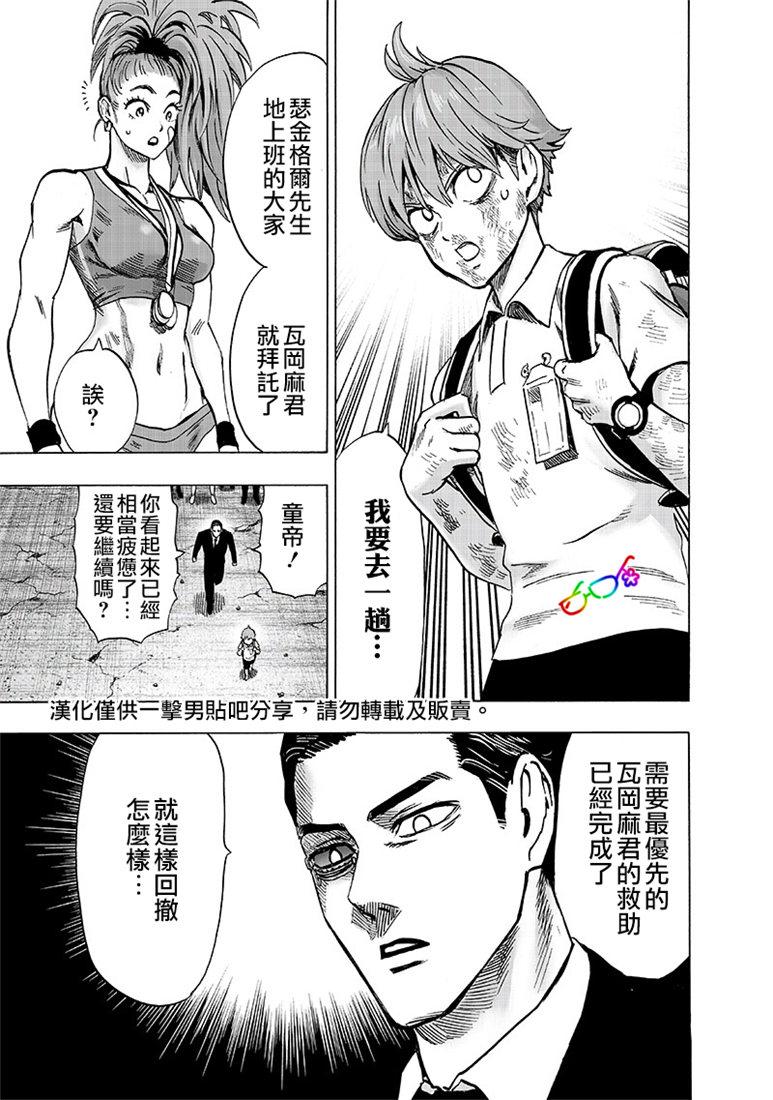 我要去一趟…
瑟金格爾先生
地上班的大家
瓦岡麻君
就拜託了
誒?
童帝!
你看起來已經
相當疲憊了…
還要繼續嗎?
漢化僅供一擊男貼吧分享，請勿轉載及販賣。
需要最優先的
瓦岡麻君的救助
已經完成了
就這樣回撤
怎麼樣…